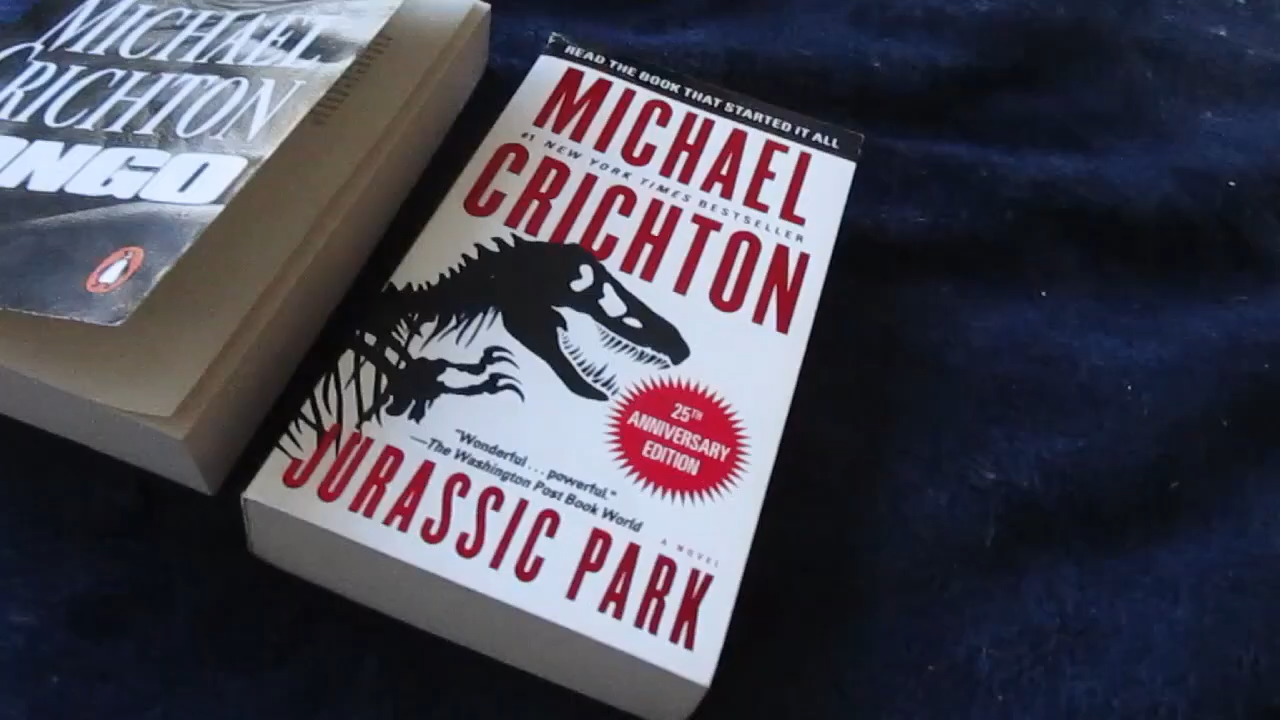 MICHAEL
CRICHTON
ONGO
READ THE BOOK THAT STARTED IT ALL
MICHAEL
#1 NEW YORK TIMES BESTSELLER
CRICHTON
25TH
ANNIVERSARY
EDITION
"Wonderful... powerful."
—The Washington Post Book World
A NOVEL
JURASSIC PARK